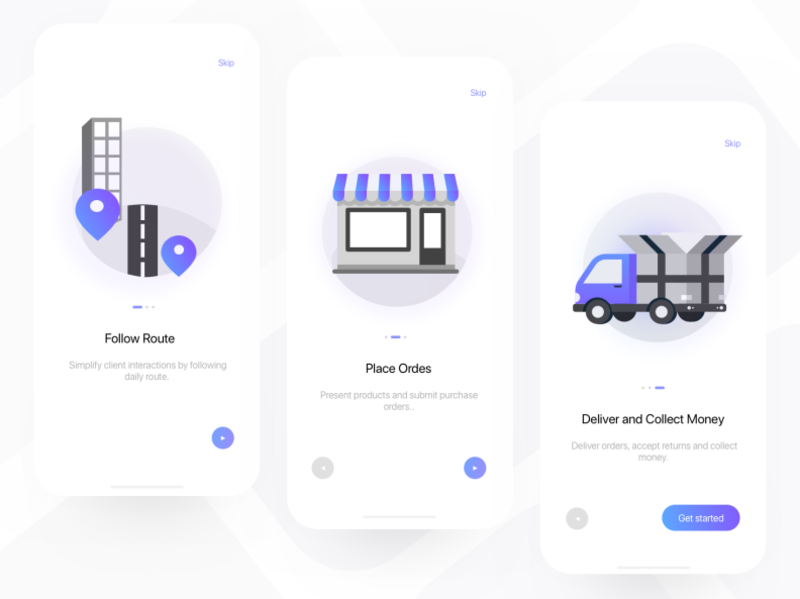 Skip
Follow Route
Simplify client interactions by following
daily route.
Skip
Place Ordes
Present products and submit purchase
orders..
Skip
Deliver and Collect Money
Deliver orders, accept returns and collect
money.
Get started